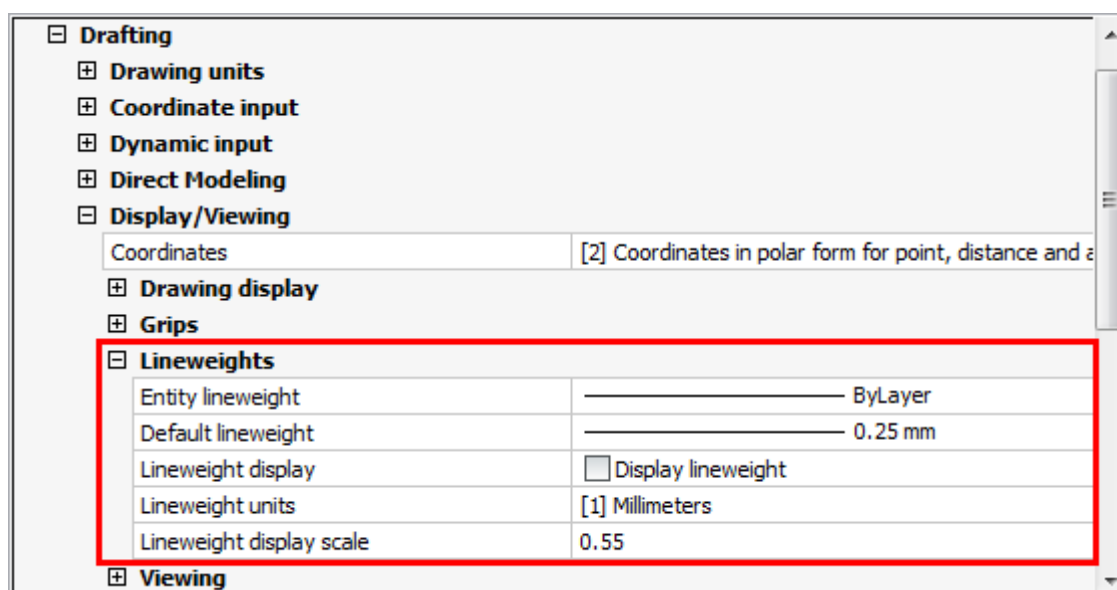 Drafting
Drawing units
Coordinate input
Dynamic input
Direct Modeling
Display/Viewing
Coordinates [2] Coordinates in polar form for point, distance and a
Drawing display
Grips
Lineweights
Entity lineweight ByLayer
Default lineweight 0.25 mm
Lineweight display Display lineweight
Lineweight units [1] Millimeters
Lineweight display scale 0.55
Viewing